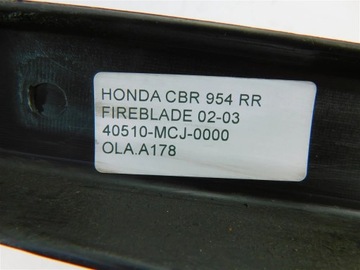 HONDA CBR 954 RR
FIREBLADE 02-03
40510-MCJ-0000
OLA.A178